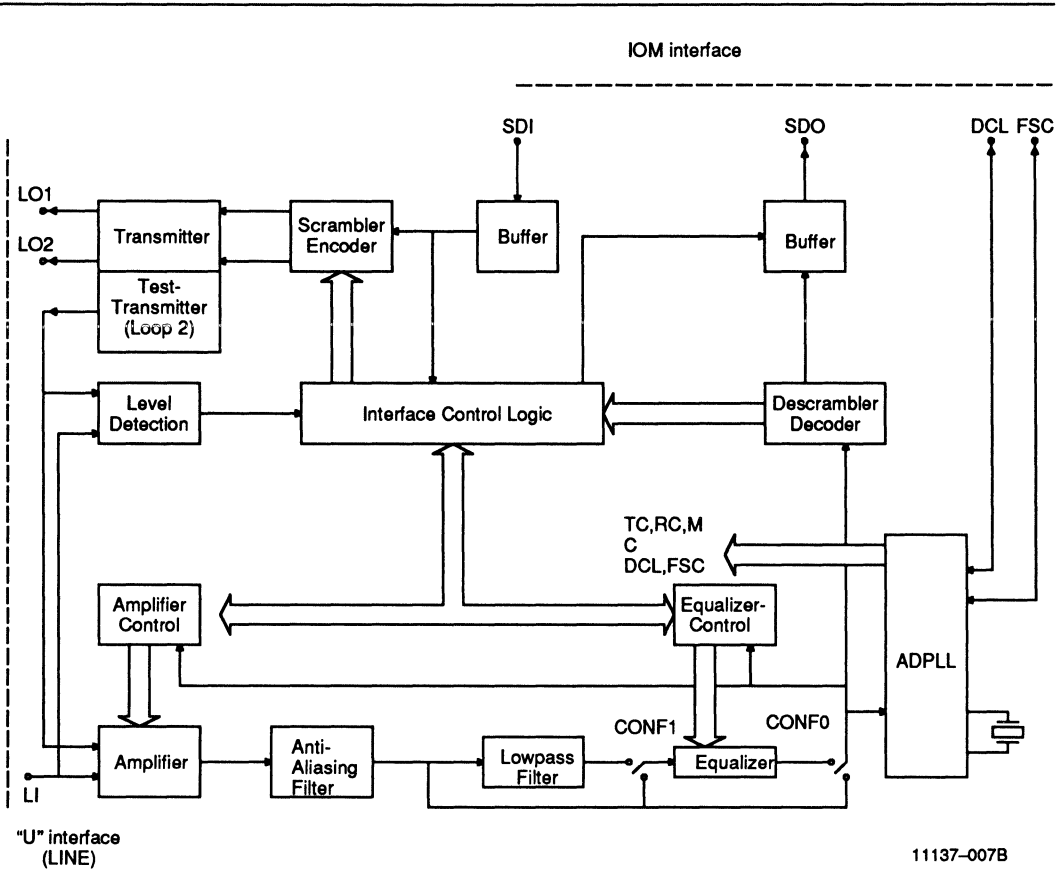 IOM interface
SDI
SDO
DCL FSC
LO1
LO2
Transmitter
Scrambler
Encoder
Buffer
Buffer
Test-
Transmitter
(Loop 2)
Level
Detection
Interface Control Logic
Descrambler
Decoder
TC,RC,M
C
DCL,FSC
Amplifier
Control
Equalizer-
Control
ADPLL
CONF1
CONF0
Amplifier
Anti-
Aliasing
Filter
Lowpass
Filter
Equalizer
LI
"U" interface
(LINE)
11137–007B